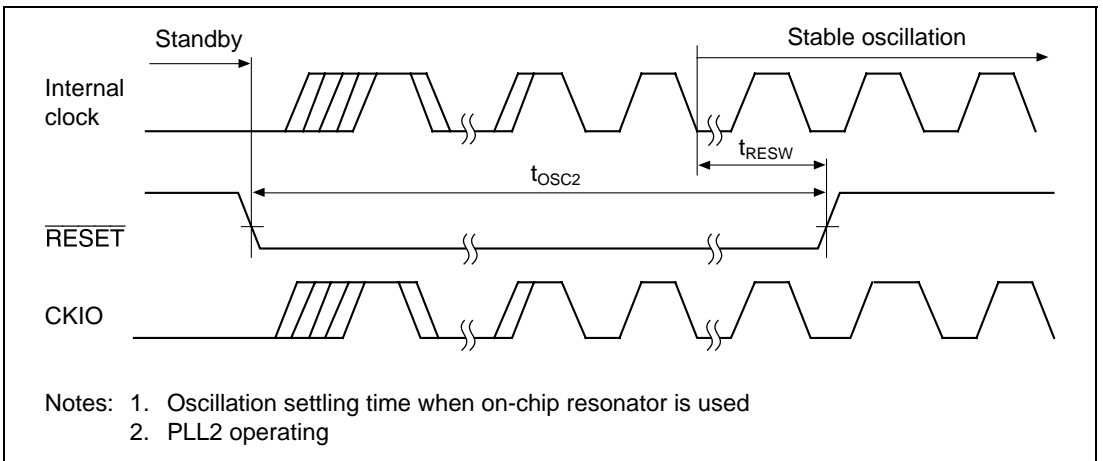 Standby
Stable oscillation
Internal
clock
tRESW
tOSC2
RESET
CKIO
Notes: 1. Oscillation settling time when on-chip resonator is used
2. PLL2 operating